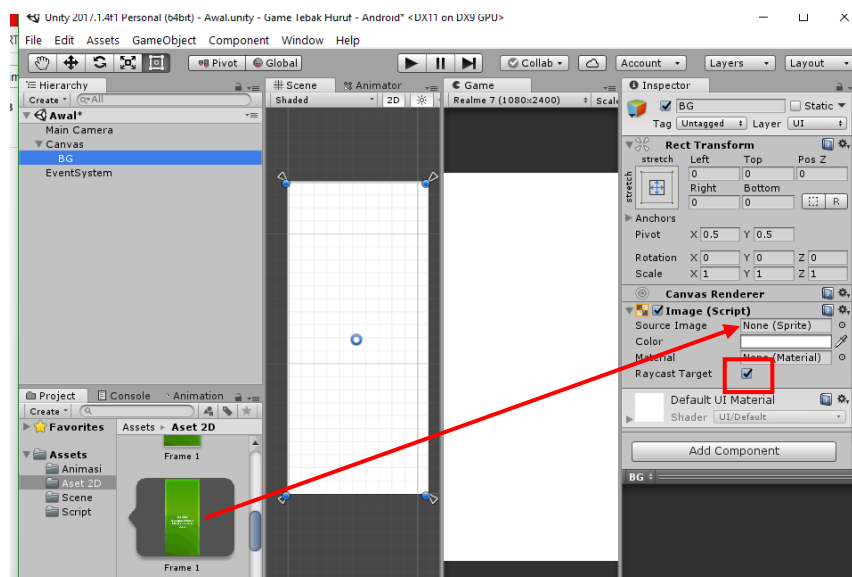 Unity 2017.1.4f1 Personal (64bit) - Awal.unity - Game Tebak Huruf - Android* <DX11 on DX9 GPU>
File Edit Assets GameObject Component Window Help
Pivot Global Collab Account Layers Layout
Hierarchy
Create All
Awal*
Main Camera
Canvas
BG
EventSystem
Scene Animator
Shaded 2D
Game
Realme 7 (1080x2400) Scal
Inspector
BG Static
Tag Untagged Layer UI
Rect Transform
stretch Left Top Pos Z
stretch 0 0 0
Right Bottom
0 0 R
Anchors
Pivot X 0.5 Y 0.5
Rotation X 0 Y 0 Z 0
Scale X 1 Y 1 Z 1
Canvas Renderer
Image (Script)
Source Image None (Sprite)
Color
Material None (Material)
Raycast Target
Default UI Material
Shader UI/Default
Add Component
BG
Project Console Animation
Create
Favorites
Assets
Animasi
Aset 2D
Scene
Script
Assets Aset 2D
Frame 1
Frame 1